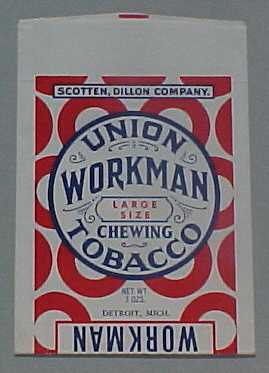 SCOTTEN, DILLON COMPANY.
UNION
WORKMAN
LARGE
SIZE
CHEWING
TOBACCO
NET WT
3 OZS.
DETROIT, MICH.
WORKMAN